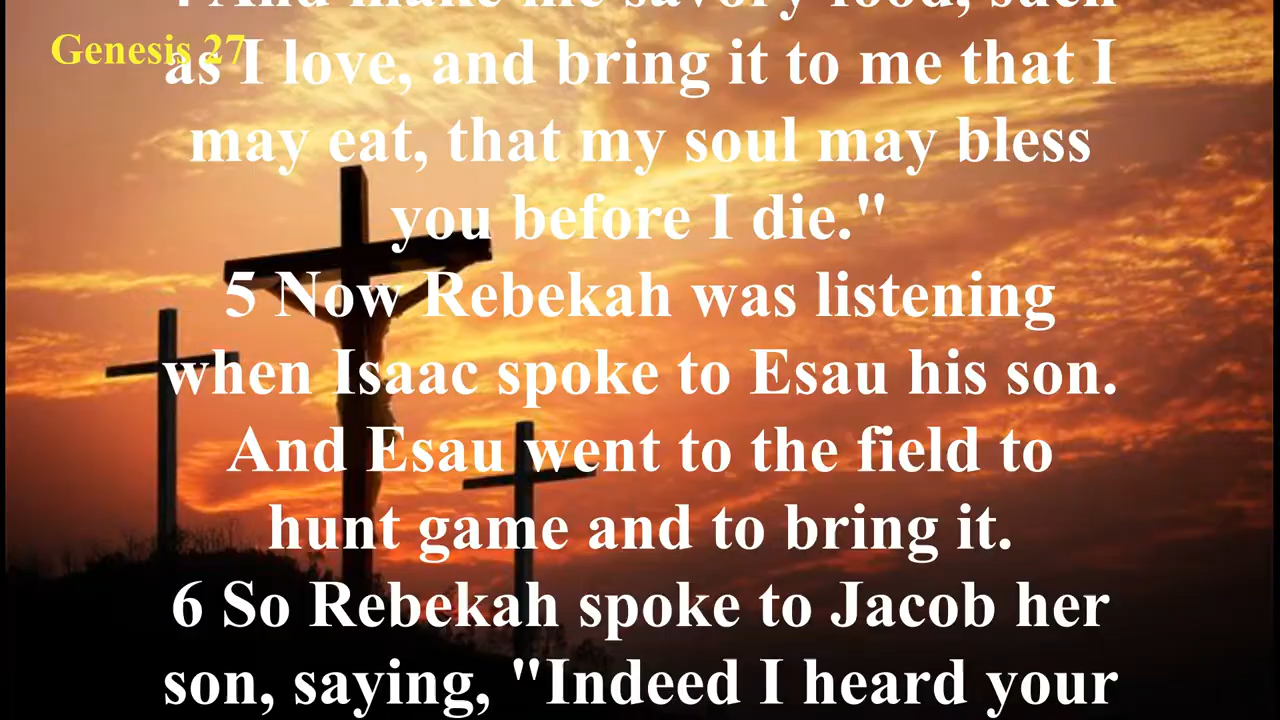 4 And make me savory food, such
Genesis 27
as I love, and bring it to me that I
may eat, that my soul may bless
you before I die."
5 Now Rebekah was listening
when Isaac spoke to Esau his son.
And Esau went to the field to
hunt game and to bring it.
6 So Rebekah spoke to Jacob her
son, saying, "Indeed I heard your